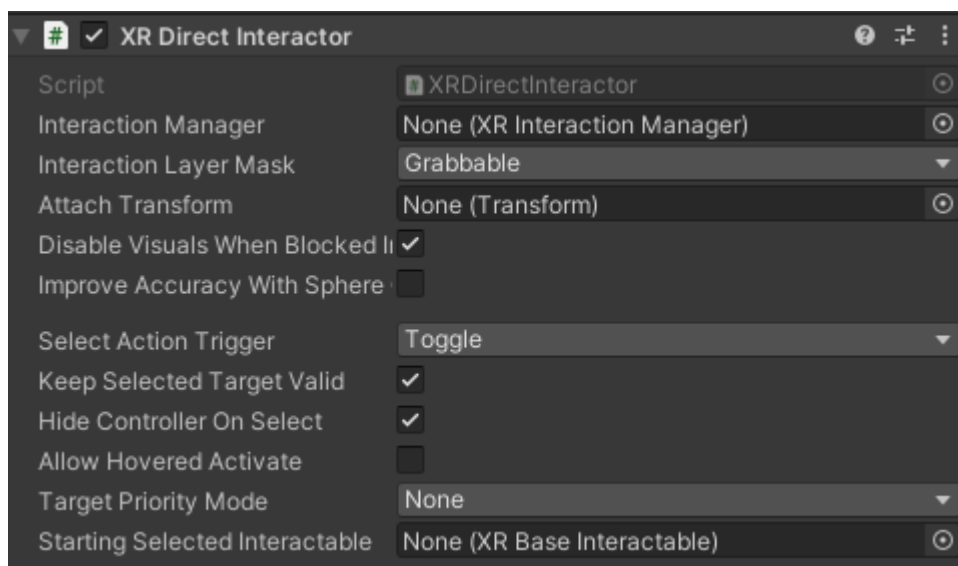 XR Direct Interactor
Script XRDirectInteractor
Interaction Manager None (XR Interaction Manager)
Interaction Layer Mask Grabbable
Attach Transform None (Transform)
Disable Visuals When Blocked I
Improve Accuracy With Sphere
Select Action Trigger Toggle
Keep Selected Target Valid
Hide Controller On Select
Allow Hovered Activate
Target Priority Mode None
Starting Selected Interactable None (XR Base Interactable)